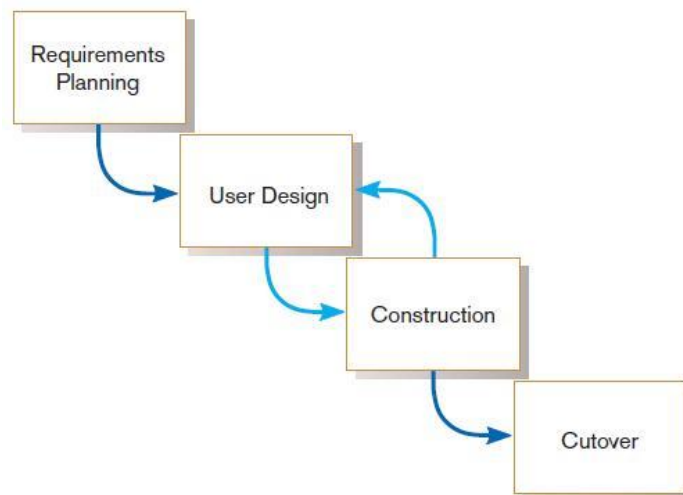 Requirements
Planning
User Design
Construction
Cutover